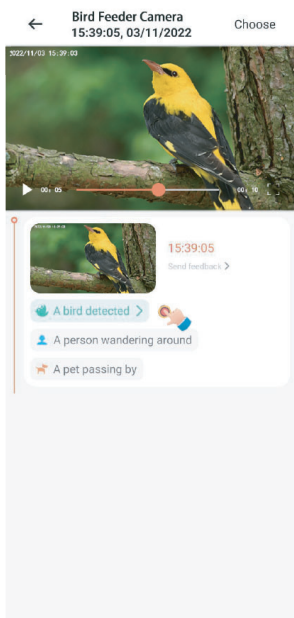 Bird Feeder Camera
15:39:05, 03/11/2022
Choose
2022/11/03 15:39:03
00: 05
00: 10
15:39:05
Send feedback >
A bird detected >
A person wandering around
A pet passing by